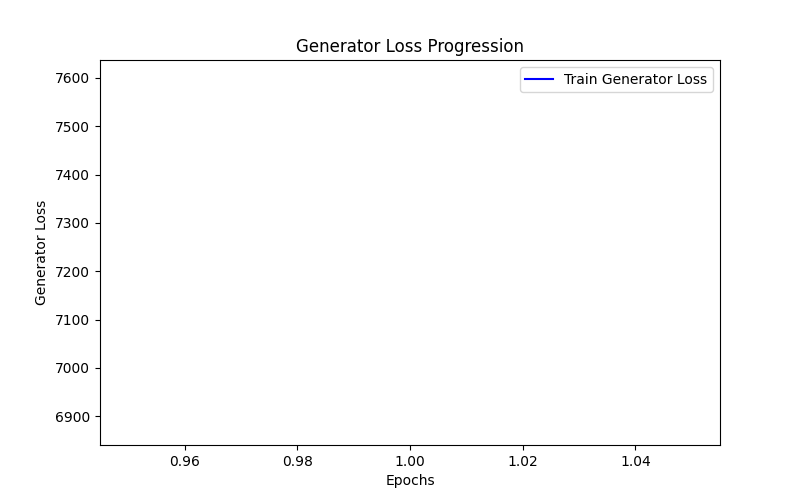 Generator Loss Progression
Train Generator Loss
7600
7500
7400
7300
7200
7100
7000
6900
Generator Loss
0.96 0.98 1.00 1.02 1.04
Epochs